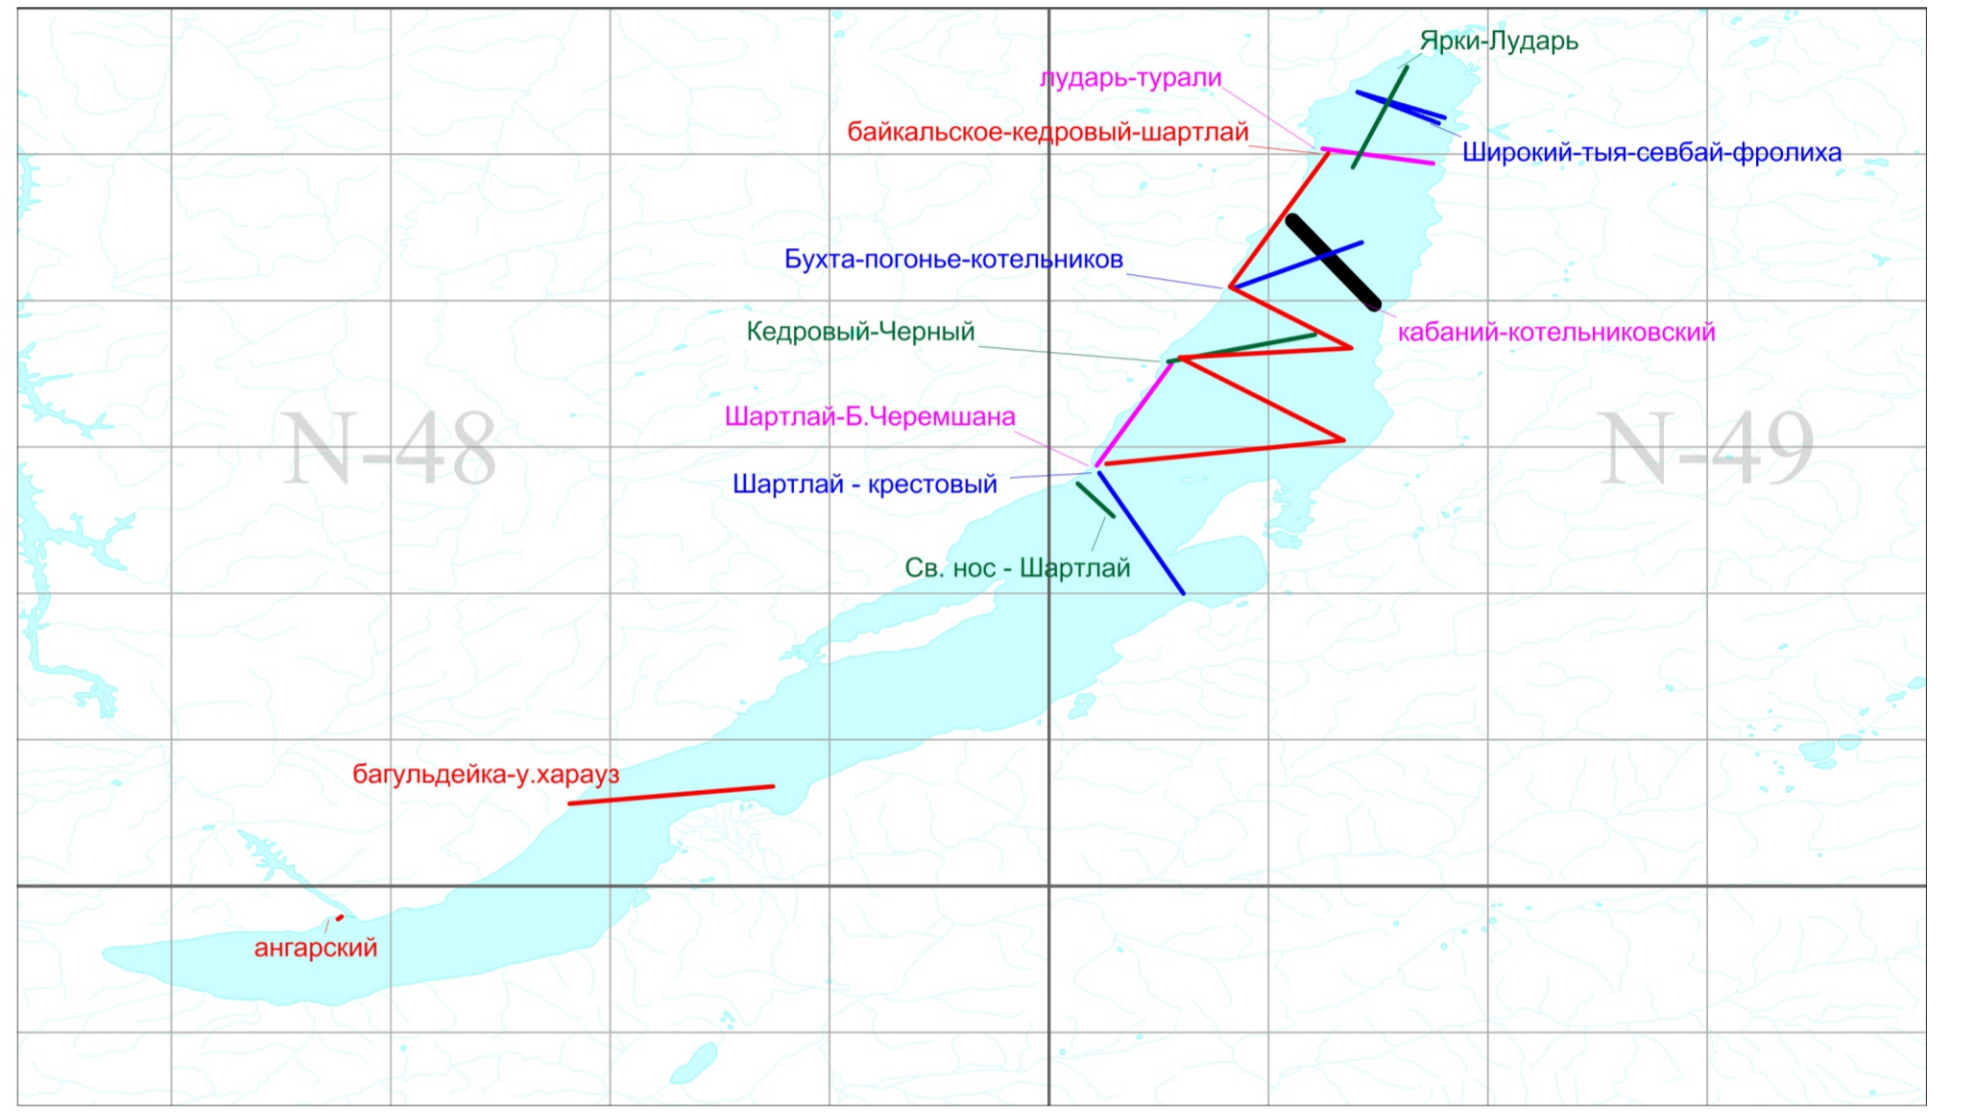 Ярки-Лударь
лударь-турали
байкальское-кедровый-шартлай
Широкий-тыя-севбай-фролиха
Бухта-погонье-котельников
Кедровый-Черный
кабаний-котельниковский
Шартлай-Б.Черемшана
N-48
N-49
Шартлай - крестовый
Св. нос - Шартлай
багульдейка-у.харауз
ангарский